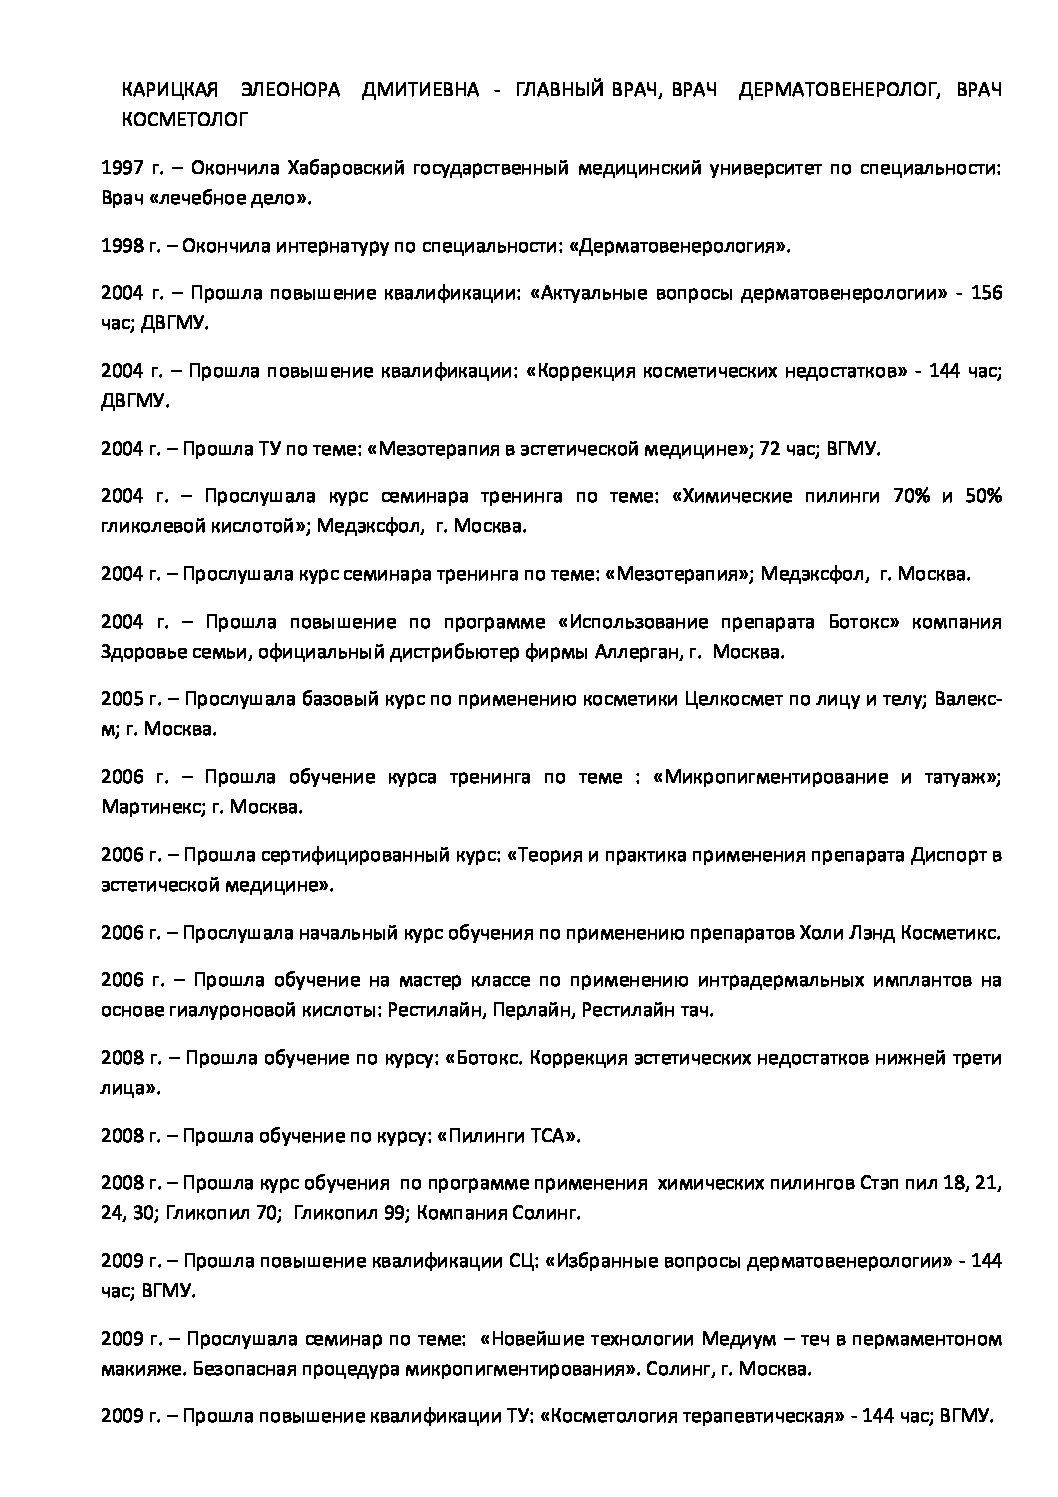 КАРИЦКАЯ ЭЛЕОНОРА ДМИТИЕВНА - ГЛАВНЫЙ ВРАЧ, ВРАЧ ДЕРМАТОВЕНЕРОЛОГ, ВРАЧ
КОСМЕТОЛОГ
1997 г. – Окончила Хабаровский государственный медицинский университет по специальности:
Врач «лечебное дело».
1998 г. – Окончила интернатуру по специальности: «Дерматовенерология».
2004 г. – Прошла повышение квалификации: «Актуальные вопросы дерматовенерологии» - 156
час; ДВГМУ.
2004 г. – Прошла повышение квалификации: «Коррекция косметических недостатков» - 144 час;
ДВГМУ.
2004 г. – Прошла ТУ по теме: «Мезотерапия в эстетической медицине»; 72 час; ВГМУ.
2004 г. – Прослушала курс семинара тренинга по теме: «Химические пилинги 70% и 50%
гликолевой кислотой»; Медэксфол, г. Москва.
2004 г. – Прослушала курс семинара тренинга по теме: «Мезотерапия»; Медэксфол, г. Москва.
2004 г. – Прошла повышение по программе «Использование препарата Ботокс» компания
Здоровье семьи, официальный дистрибьютер фирмы Аллерган, г. Москва.
2005 г. – Прослушала базовый курс по применению косметики Целкосмет по лицу и телу; Валекс-
м; г. Москва.
2006 г. – Прошла обучение курса тренинга по теме : «Микропигментирование и татуаж»;
Мартинекс; г. Москва.
2006 г. – Прошла сертифицированный курс: «Теория и практика применения препарата Диспорт в
эстетической медицине».
2006 г. – Прослушала начальный курс обучения по применению препаратов Холи Лэнд Косметикс.
2006 г. – Прошла обучение на мастер классе по применению интрадермальных имплантов на
основе гиалуроновой кислоты: Рестилайн, Перлайн, Рестилайн тач.
2008 г. – Прошла обучение по курсу: «Ботокс. Коррекция эстетических недостатков нижней трети
лица».
2008 г. – Прошла обучение по курсу: «Пилинги ТСА».
2008 г. – Прошла курс обучения по программе применения химических пилингов Стэп пил 18, 21,
24, 30; Гликопил 70; Гликопил 99; Компания Солинг.
2009 г. – Прошла повышение квалификации СЦ: «Избранные вопросы дерматовенерологии» - 144
час; ВГМУ.
2009 г. – Прослушала семинар по теме: «Новейшие технологии Медиум – теч в пермаментоном
макияже. Безопасная процедура микропигментирования». Солинг, г. Москва.
2009 г. – Прошла повышение квалификации ТУ: «Косметология терапевтическая» - 144 час; ВГМУ.